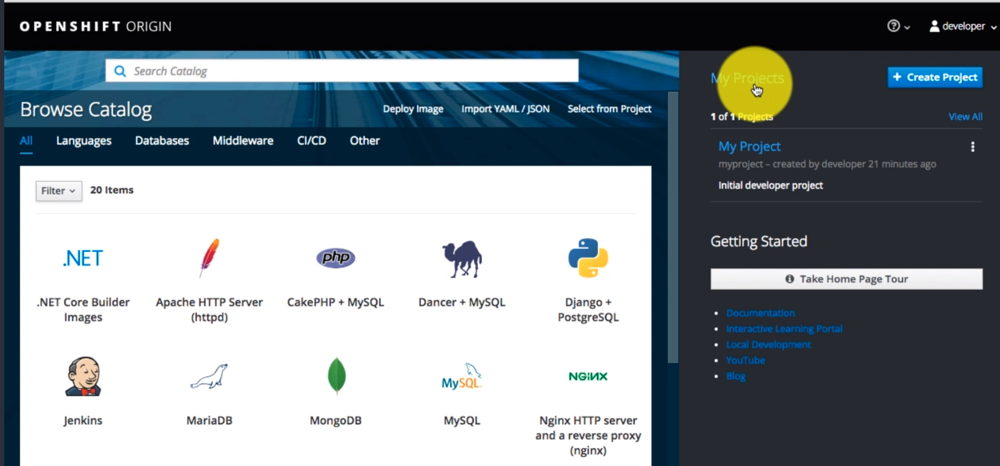 OPENSHIFT ORIGIN
developer
Search Catalog
My Projects
+ Create Project
Browse Catalog
Deploy Image
Import YAML / JSON
Select from Project
1 of 1 Projects
View All
All
Languages
Databases
Middleware
CI/CD
Other
My Project
myproject – created by developer 21 minutes ago
Initial developer project
Filter
20 Items
Getting Started
Take Home Page Tour
Documentation
Interactive Learning Portal
Local Development
YouTube
Blog
.NET
php
.NET Core Builder
Images
Apache HTTP Server
(httpd)
CakePHP + MySQL
Dancer + MySQL
Django +
PostgreSQL
MySQL
NGINX
Jenkins
MariaDB
MongoDB
MySQL
Nginx HTTP server
and a reverse proxy
(nginx)